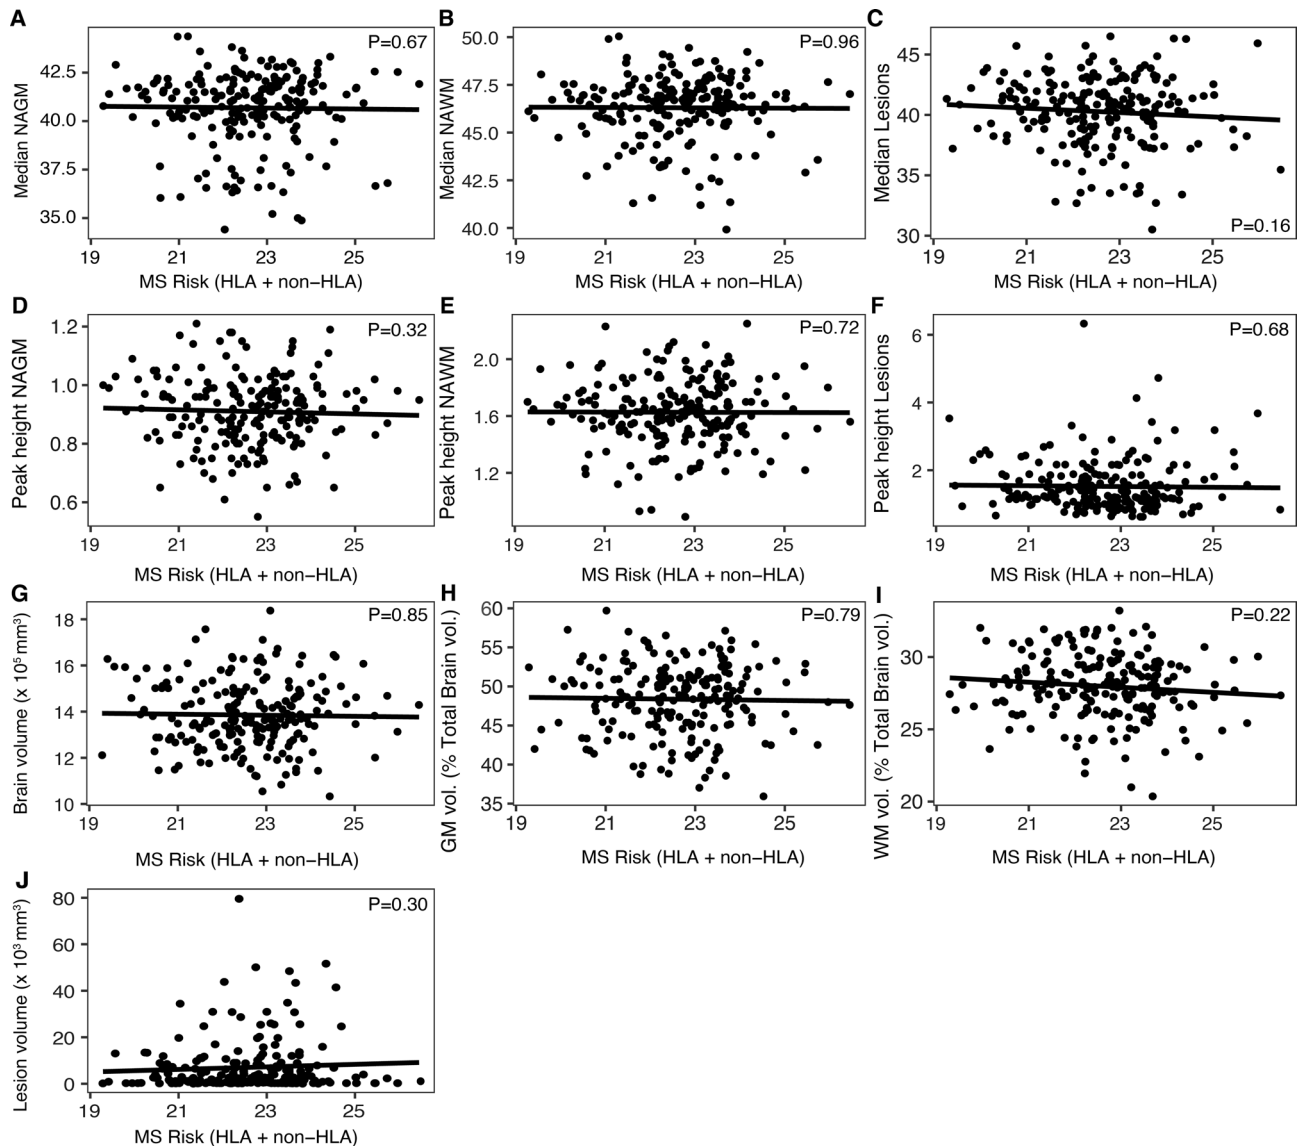 A
P=0.67
Median NAGM
42.5
40.0
37.5
35.0
19 21 23 25
MS Risk (HLA + non−HLA)
B
P=0.96
Median NAWM
50.0
47.5
45.0
42.5
40.0
19 21 23 25
MS Risk (HLA + non−HLA)
C
Median Lesions
45
40
35
30
P=0.16
19 21 23 25
MS Risk (HLA + non−HLA)
D
P=0.32
Peak height NAGM
1.2
1.0
0.8
0.6
19 21 23 25
MS Risk (HLA + non−HLA)
E
P=0.72
Peak height NAWM
2.0
1.6
1.2
19 21 23 25
MS Risk (HLA + non−HLA)
F
P=0.68
Peak height Lesions
6
4
2
19 21 23 25
MS Risk (HLA + non−HLA)
G
P=0.85
Brain volume (x 10⁵ mm³)
18
16
14
12
10
19 21 23 25
MS Risk (HLA + non−HLA)
H
P=0.79
GM vol. (% Total Brain vol.)
60
55
50
45
40
35
19 21 23 25
MS Risk (HLA + non−HLA)
I
P=0.22
WM vol. (% Total Brain vol.)
30
25
20
19 21 23 25
MS Risk (HLA + non−HLA)
J
P=0.30
Lesion volume (x 10³ mm³)
80
60
40
20
0
19 21 23 25
MS Risk (HLA + non−HLA)